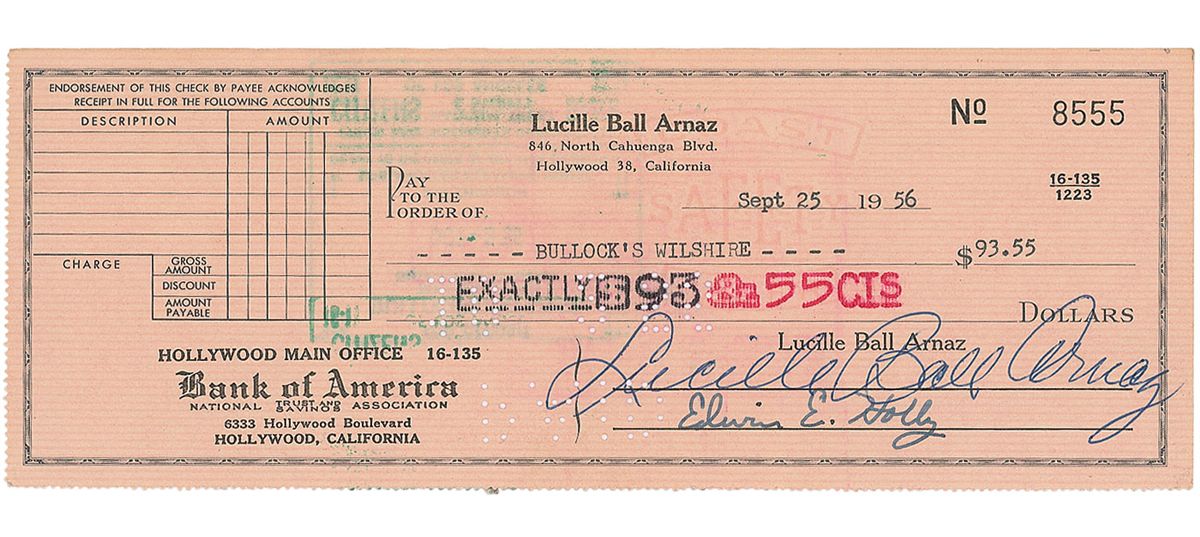 ENDORSEMENT OF THIS CHECK BY PAYEE ACKNOWLEDGES
RECEIPT IN FULL FOR THE FOLLOWING ACCOUNTS
DESCRIPTION AMOUNT
CHARGE
GROSS AMOUNT
DISCOUNT
AMOUNT PAYABLE
Lucille Ball Arnaz
846, North Cahuenga Blvd.
Hollywood 38, California
Nº 8555
16-135
1223
PAY
TO THE
ORDER OF
Sept 25 19 56
- - - - - BULLOCK'S WILSHIRE - - - - -
$93.55
EXACTLY $93 & 55 CTS
DOLLARS
Lucille Ball Arnaz
Lucille Ball Arnaz
Edwin E. Holly
HOLLYWOOD MAIN OFFICE 16-135
Bank of America
NATIONAL TRUST AND SAVINGS ASSOCIATION
6333 Hollywood Boulevard
HOLLYWOOD, CALIFORNIA